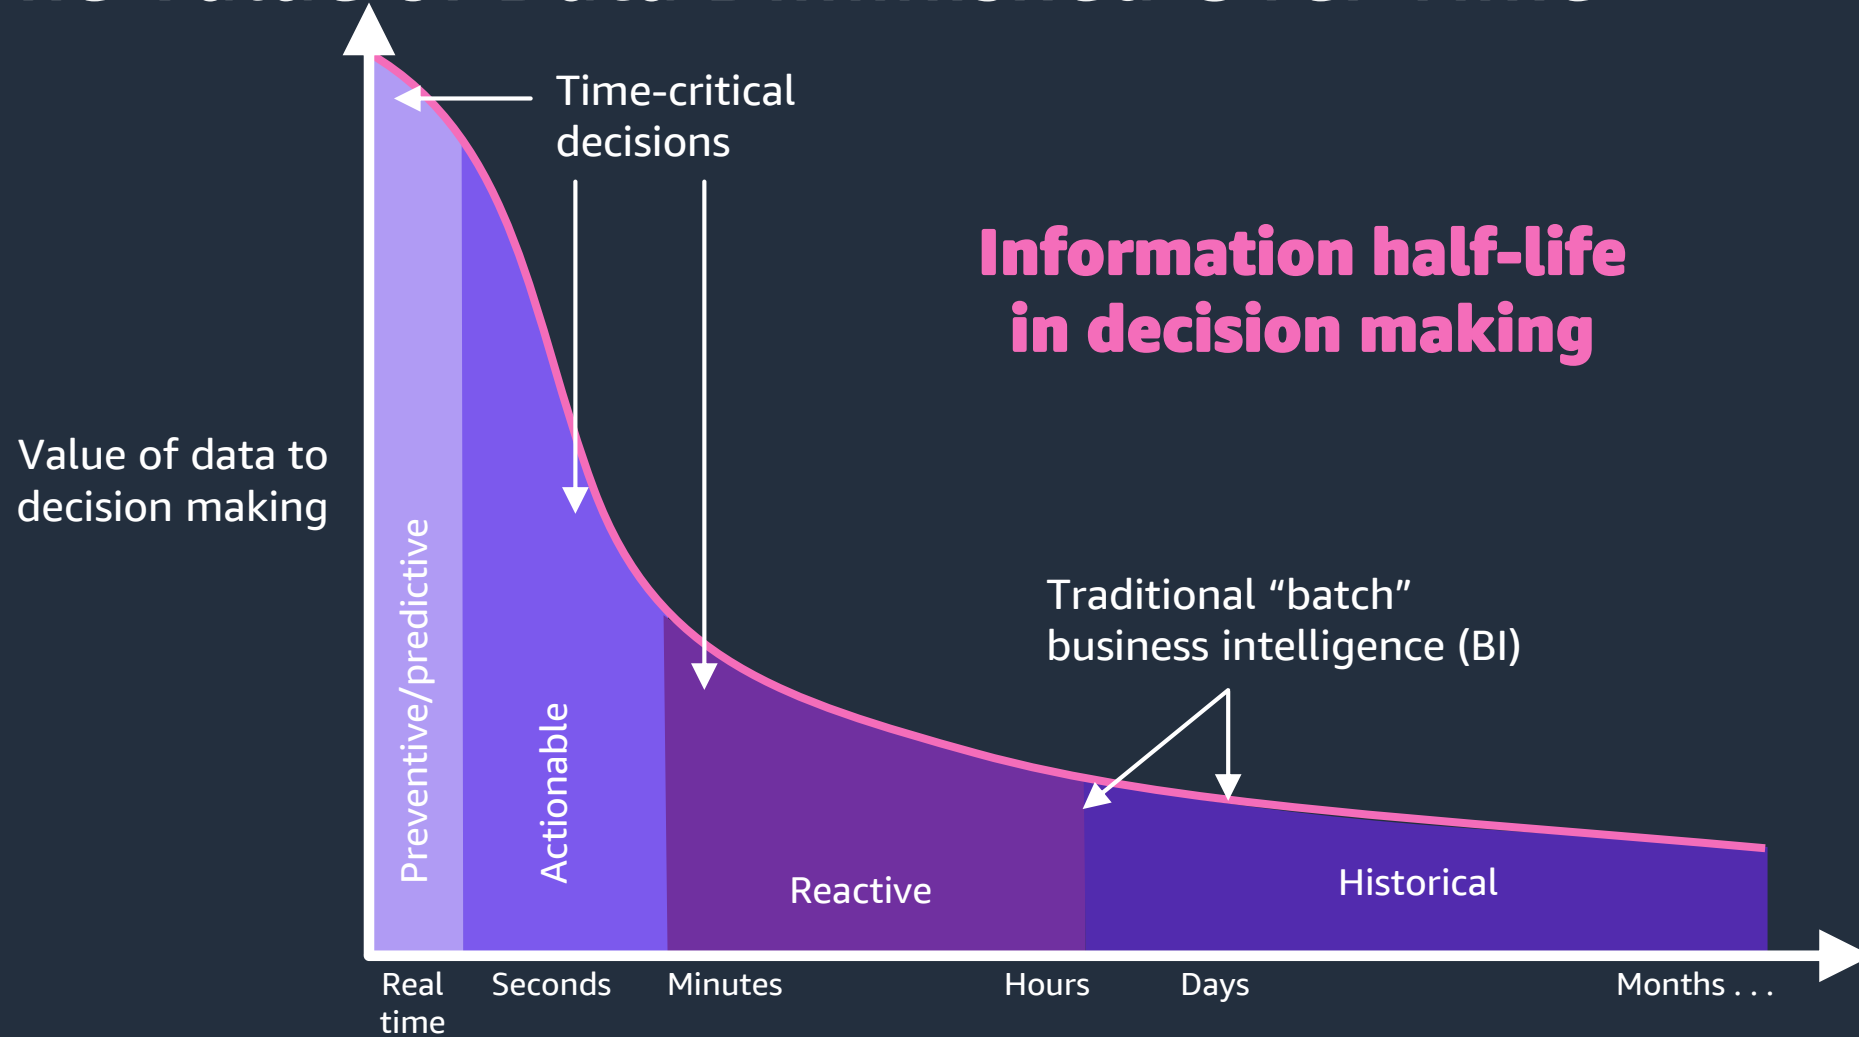 Time-critical
decisions
Information half-life
in decision making
Value of data to
decision making
Preventive/predictive
Actionable
Reactive
Historical
Traditional “batch”
business intelligence (BI)
Real
time
Seconds
Minutes
Hours
Days
Months . . .